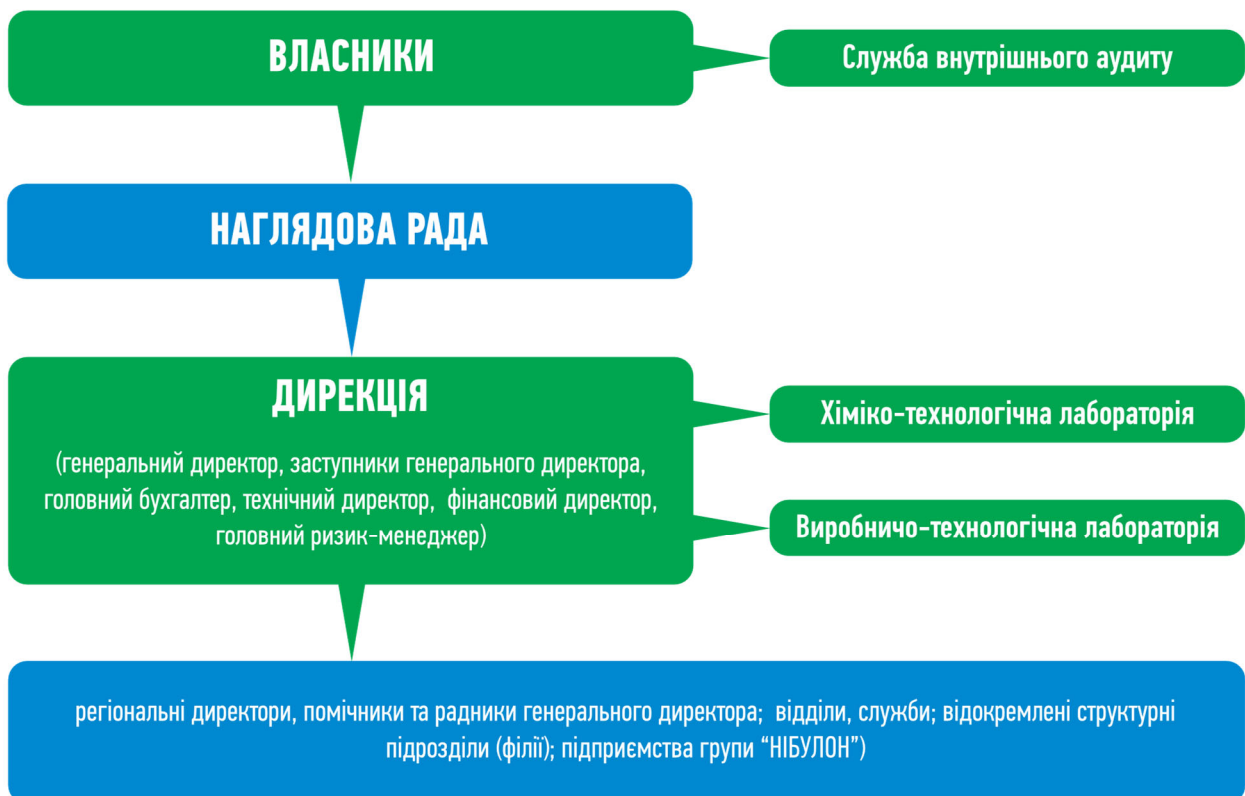 ВЛАСНИКИ
Служба внутрішнього аудиту
НАГЛЯДОВА РАДА
ДИРЕКЦІЯ
(генеральний директор, заступники генерального директора,
головний бухгалтер, технічний директор, фінансовий директор,
головний ризик-менеджер)
Хіміко-технологічна лабораторія
Виробничо-технологічна лабораторія
регіональні директори, помічники та радники генерального директора; відділи, служби; відокремлені структурні
підрозділи (філії); підприємства групи “НІБУЛОН”)